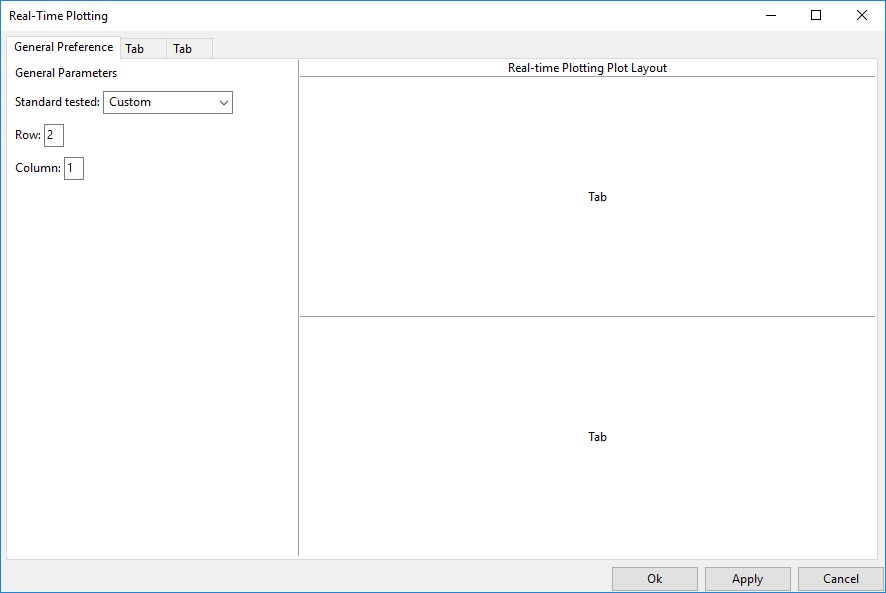 Real-Time Plotting
General Preference Tab Tab
General Parameters
Real-time Plotting Plot Layout
Standard tested: Custom
Row: 2
Column: 1
Tab
Tab
Ok Apply Cancel